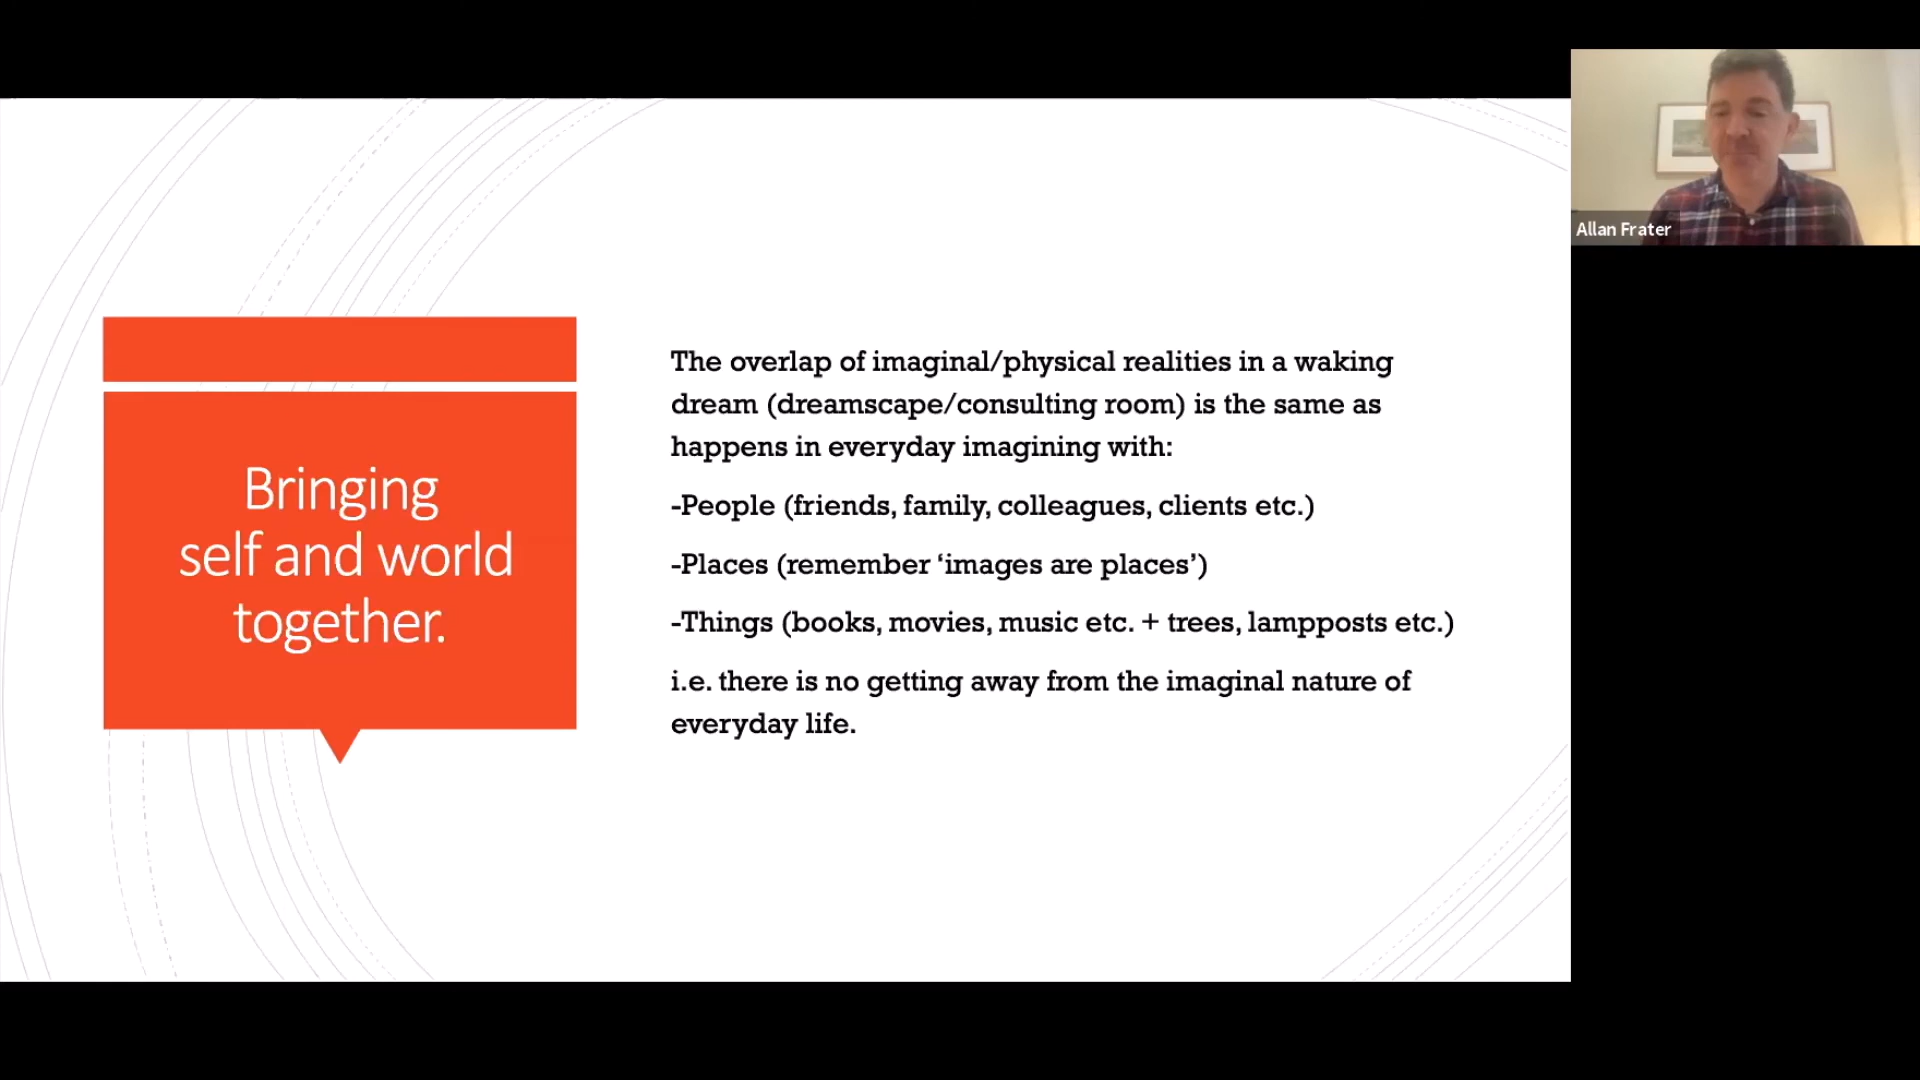 Bringing
self and world
together.
The overlap of imaginal/physical realities in a waking
dream (dreamscape/consulting room) is the same as
happens in everyday imagining with:
-People (friends, family, colleagues, clients etc.)
-Places (remember ‘images are places’)
-Things (books, movies, music etc. + trees, lampposts etc.)
i.e. there is no getting away from the imaginal nature of
everyday life.
Allan Frater